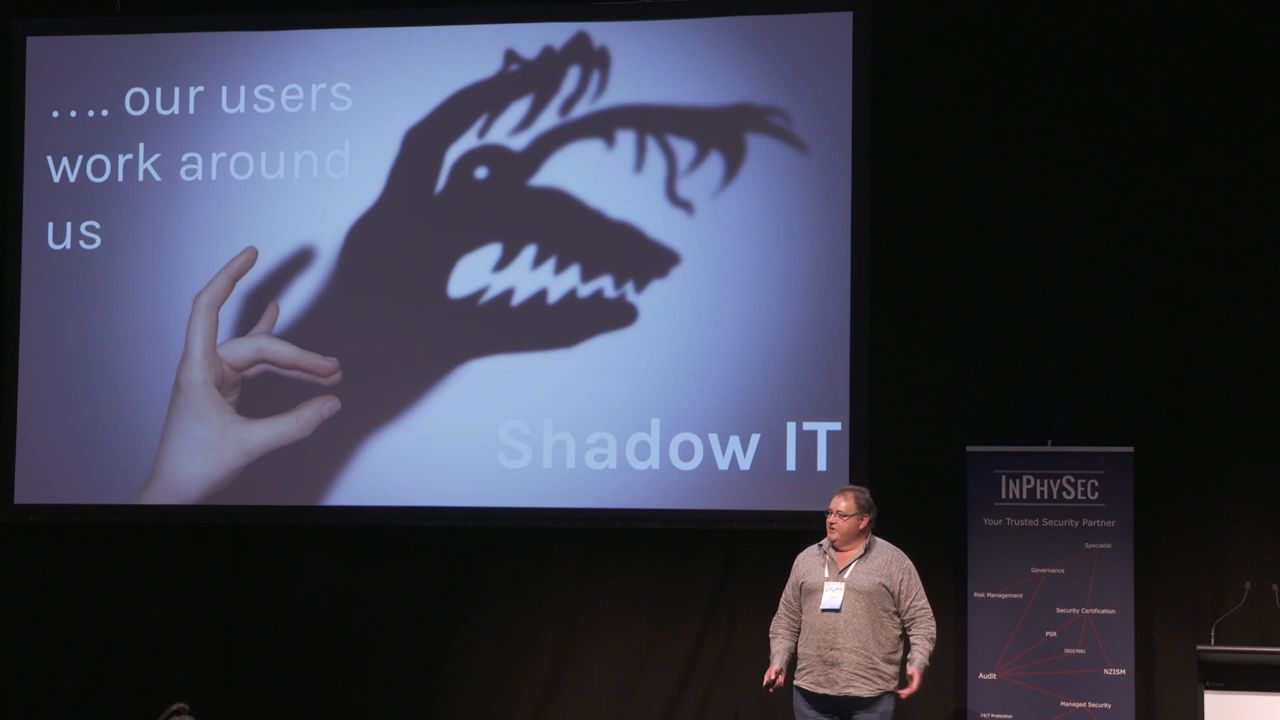 .... our users
work around
us
Shadow IT
INPHYSEC
Your Trusted Security Partner
Specialist
Governance
Risk Management
Security Certification
PSR
ISO27001
Audit
NZISM
Managed Security
24/7 Protection